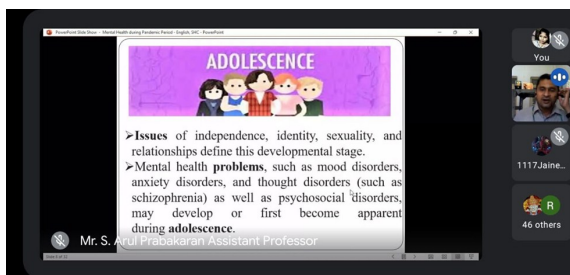 PowerPoint Slide Show - Mental Health during Pandemic Period - English, SHC - PowerPoint
ADOLESCENCE
➢Issues of independence, identity, sexuality, and
relationships define this developmental stage.
➢Mental health problems, such as mood disorders,
anxiety disorders, and thought disorders (such as
schizophrenia) as well as psychosocial disorders,
may develop or first become apparent
during adolescence.
Mr. S. Arul Prabakaran Assistant Professor
You
1117Jaine...
R
46 others